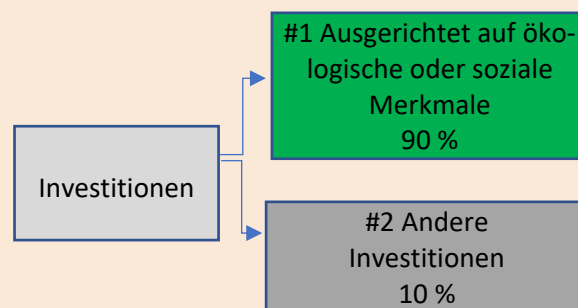 #1 Ausgerichtet auf öko-
logische oder soziale
Merkmale
90 %
Investitionen
#2 Andere
Investitionen
10 %